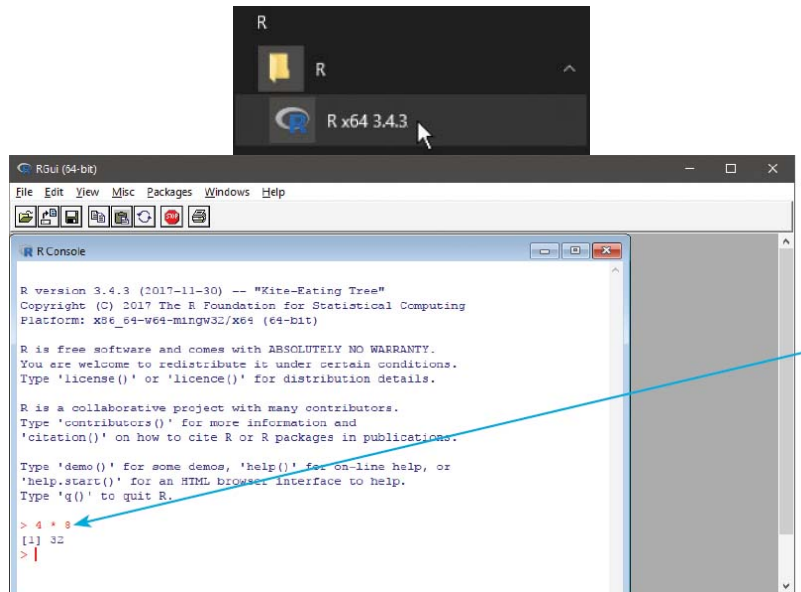 R
R
R x64 3.4.3
RGui (64-bit)
File Edit View Misc Packages Windows Help
STOP
R Console
R version 3.4.3 (2017-11-30) -- "Kite-Eating Tree"
Copyright (C) 2017 The R Foundation for Statistical Computing
Platform: x86_64-w64-mingw32/x64 (64-bit)
R is free software and comes with ABSOLUTELY NO WARRANTY.
You are welcome to redistribute it under certain conditions.
Type 'license()' or 'licence()' for distribution details.
R is a collaborative project with many contributors.
Type 'contributors()' for more information and
'citation()' on how to cite R or R packages in publications.
Type 'demo()' for some demos, 'help()' for on-line help, or
'help.start()' for an HTML browser interface to help.
Type 'q()' to quit R.
> 4 * 8
[1] 32
>